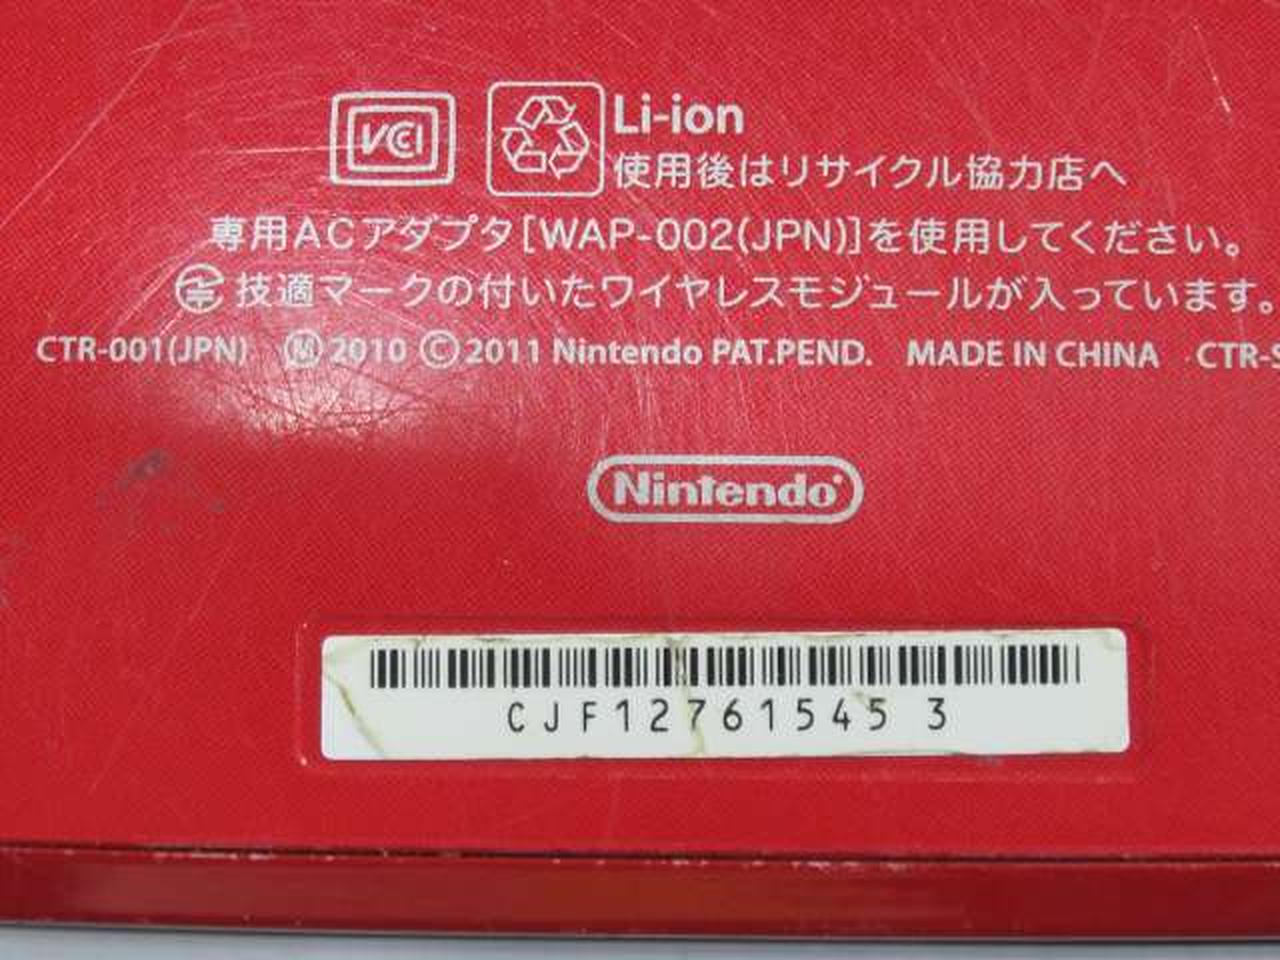 VCCI
Li-ion
使用後はリサイクル協力店へ
専用ACアダプタ[WAP-002(JPN)]を使用してください。
技適マークの付いたワイヤレスモジュールが入っています。
CTR-001(JPN) Ⓜ 2010 © 2011 Nintendo PAT.PEND. MADE IN CHINA CTR-S
Nintendo
CJF12761545 3